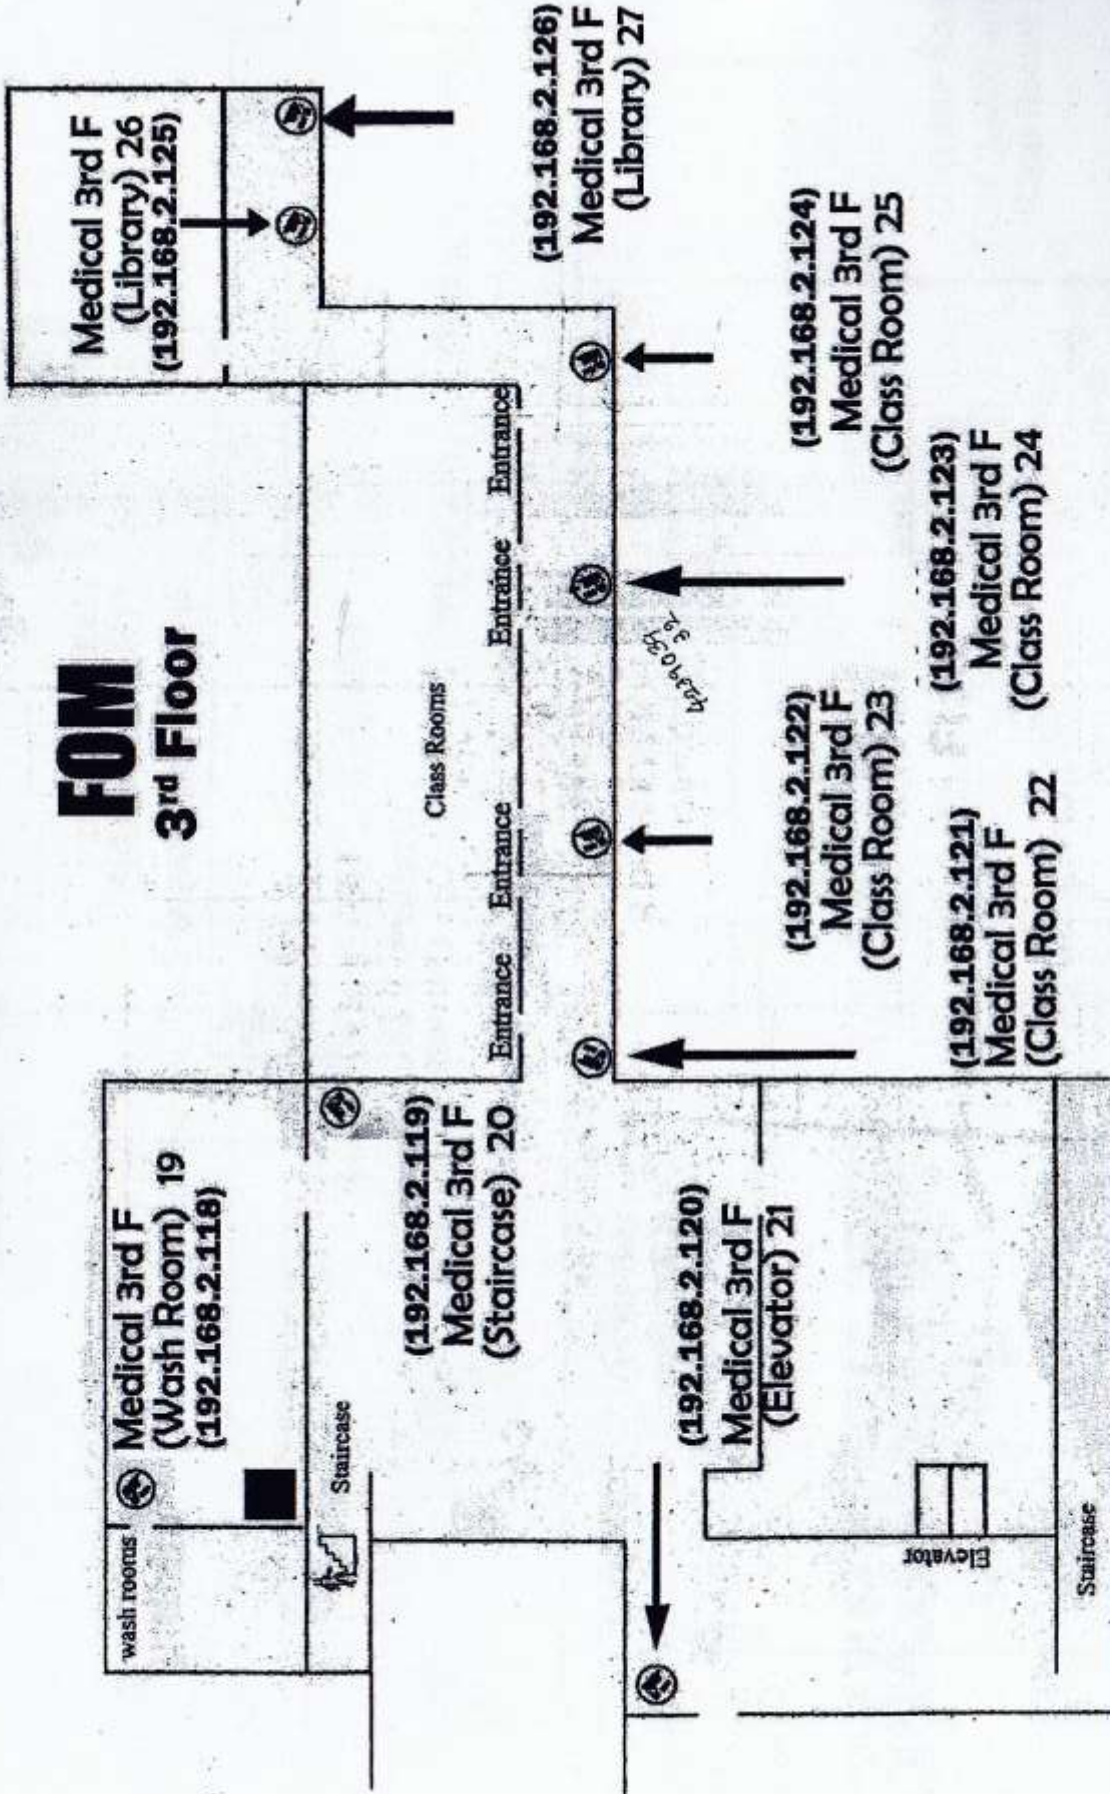 FOM
3rd Floor
wash rooms
Medical 3rd F
(Wash Room) 19
(192.168.2.118)
Medical 3rd F
(Library) 26
(192.168.2.125)
Staircase
(192.168.2.119)
Medical 3rd F
(Staircase) 20
Class Rooms
Entrance
Entrance
Entrance
Entrance
(192.168.2.126)
Medical 3rd F
(Library) 27
(192.168.2.120)
Medical 3rd F
(Elevator) 21
(192.168.2.122)
Medical 3rd F
(Class Room) 23
(192.168.2.124)
Medical 3rd F
(Class Room) 25
(192.168.2.121)
Medical 3rd F
(Class Room) 22
(192.168.2.123)
Medical 3rd F
(Class Room) 24
Elevator
Staircase